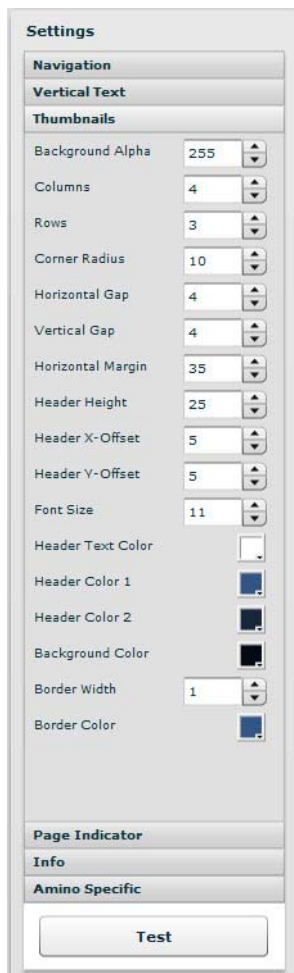 Settings
Navigation
Vertical Text
Thumbnails
Background Alpha 255
Columns 4
Rows 3
Corner Radius 10
Horizontal Gap 4
Vertical Gap 4
Horizontal Margin 35
Header Height 25
Header X-Offset 5
Header Y-Offset 5
Font Size 11
Header Text Color
Header Color 1
Header Color 2
Background Color
Border Width 1
Border Color
Page Indicator
Info
Amino Specific
Test